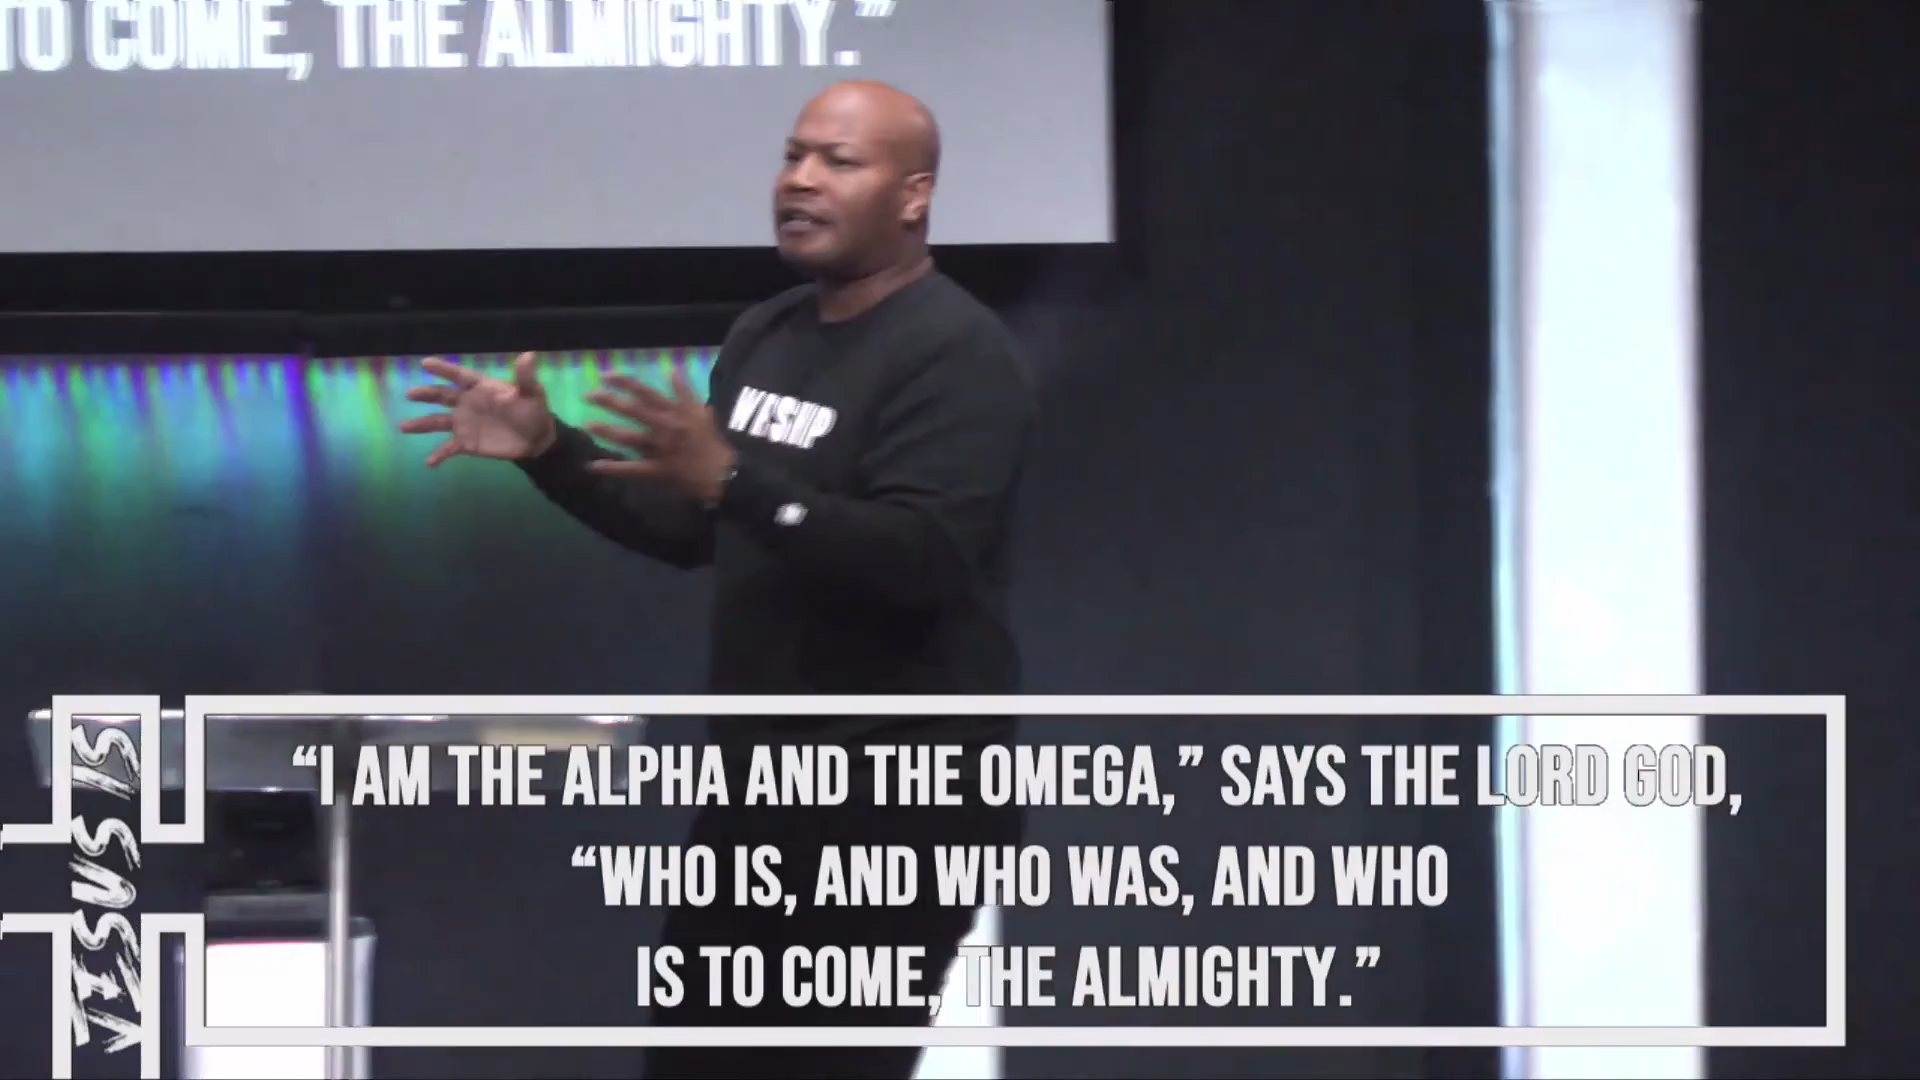 TO COME, THE ALMIGHTY.”
“I AM THE ALPHA AND THE OMEGA,” SAYS THE LORD GOD,
“WHO IS, AND WHO WAS, AND WHO
IS TO COME, THE ALMIGHTY.”
JESUS IS